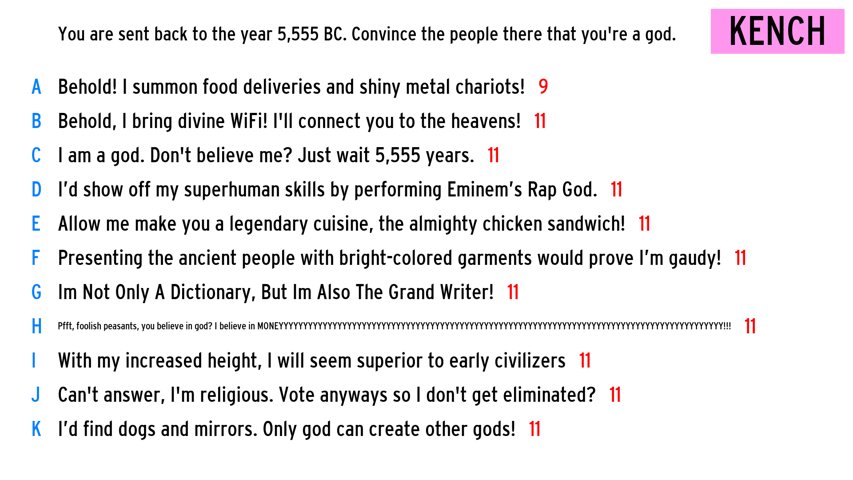 You are sent back to the year 5,555 BC. Convince the people there that you're a god.
KENCH
A Behold! I summon food deliveries and shiny metal chariots! 9
B Behold, I bring divine WiFi! I'll connect you to the heavens! 11
C I am a god. Don't believe me? Just wait 5,555 years. 11
D I’d show off my superhuman skills by performing Eminem’s Rap God. 11
E Allow me make you a legendary cuisine, the almighty chicken sandwich! 11
F Presenting the ancient people with bright-colored garments would prove I’m gaudy! 11
G Im Not Only A Dictionary, But Im Also The Grand Writer! 11
H Pfft, foolish peasants, you believe in god? I believe in MONEYYYYYYYYYYYYYYYYYYYYYYYYYYYYYYYYYYYYYYYYYYYYYYYYYYYYYYYYYYYYYYYYYYYYYYYYYYYYYYYYYYYYYYYYYYYY!!! 11
I With my increased height, I will seem superior to early civilizers 11
J Can't answer, I'm religious. Vote anyways so I don't get eliminated? 11
K I’d find dogs and mirrors. Only god can create other gods! 11